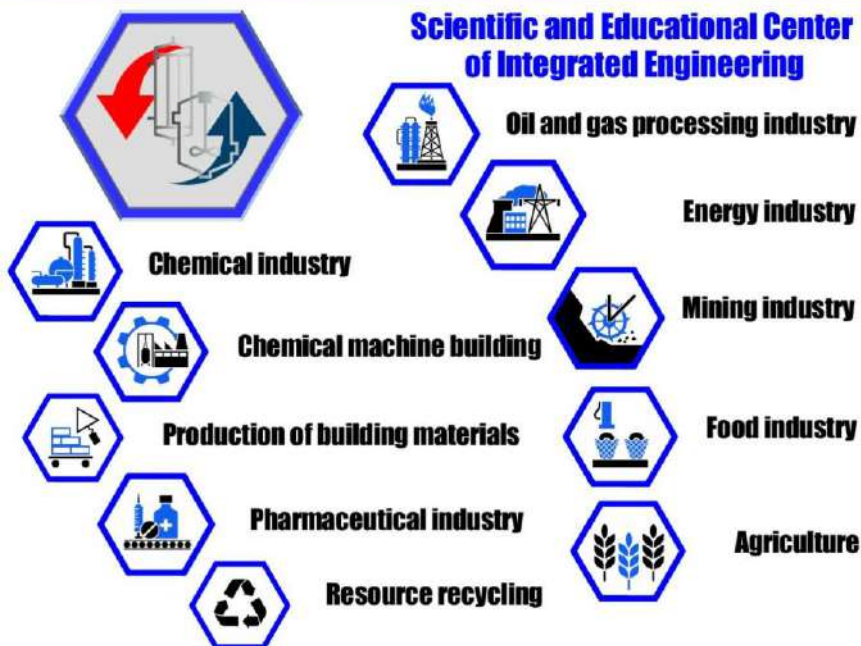 Scientific and Educational Center
of Integrated Engineering
Oil and gas processing industry
Energy industry
Chemical industry
Mining industry
Chemical machine building
Production of building materials
Food industry
Pharmaceutical industry
Agriculture
Resource recycling